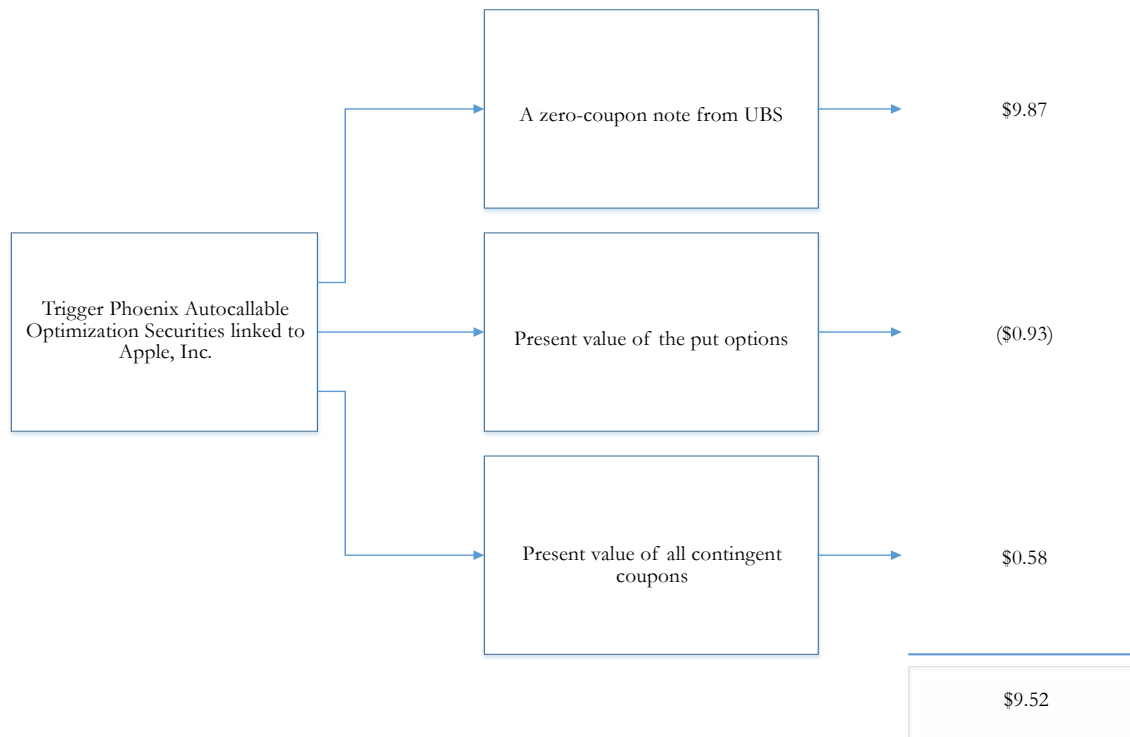 A zero-coupon note from UBS
$9.87
Trigger Phoenix Autocallable
Optimization Securities linked to
Apple, Inc.
Present value of the put options
($0.93)
Present value of all contingent
coupons
$0.58
$9.52